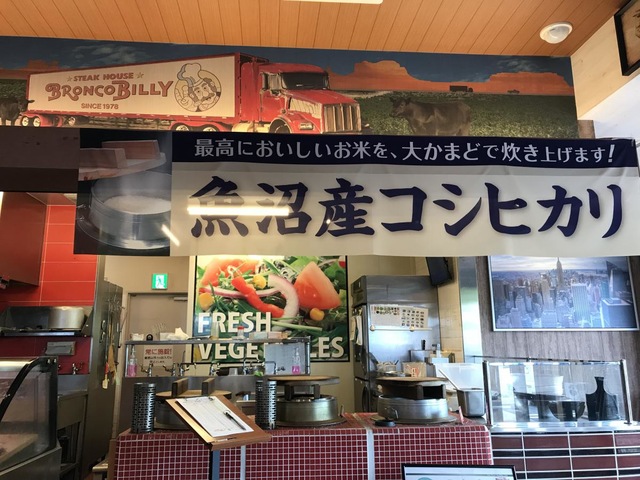 STEAK HOUSE
BRONCO BILLY
SINCE 1978
最高においしいお米を、大かまどで炊き上げます!
魚沼産コシヒカリ
FRESH
VEGETABLES